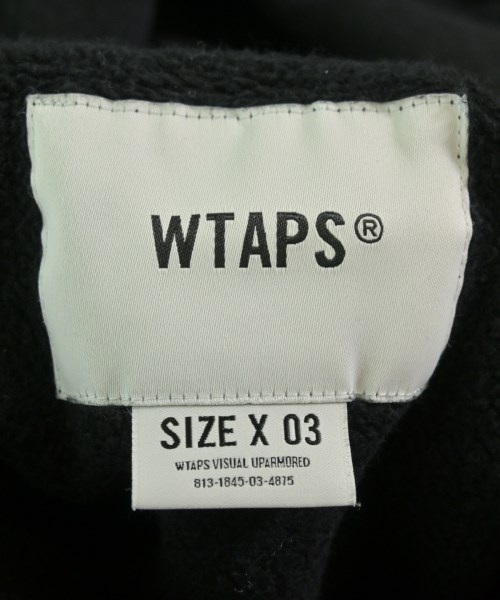 WTAPS®
SIZE X 03
WTAPS VISUAL UPARMORED
813-1845-03-4875